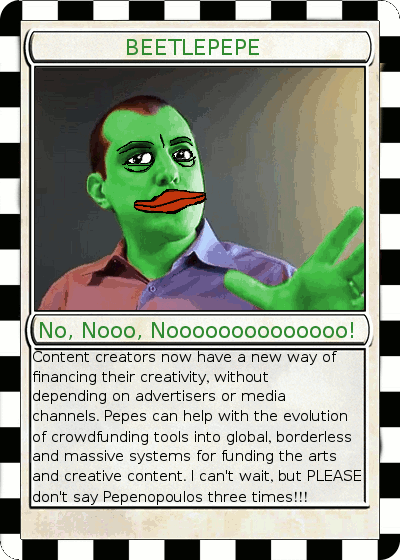 BEETLEPEPE
No, Nooo, Noooooooooooooo!
Content creators now have a new way of
financing their creativity, without
depending on advertisers or media
channels. Pepes can help with the evolution
of crowdfunding tools into global, borderless
and massive systems for funding the arts
and creative content. I can't wait, but PLEASE
don't say Pepenopoulos three times!!!